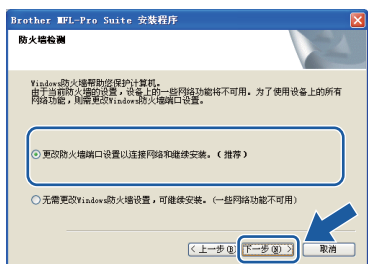 Brother MFL-Pro Suite 安装程序
防火墙检测
Windows防火墙帮助您保护计算机。
由于当前防火墙的设置，设备上的一些网络功能将不可用。为了使用设备上的所有
网络功能，则需更改Windows防火墙端口设置。
更改防火墙端口设置以连接网络和继续安装。(推荐)
无需更改Windows防火墙设置，可继续安装。(一些网络功能不可用)
< 上一步(B) 下一步(N) > 取消